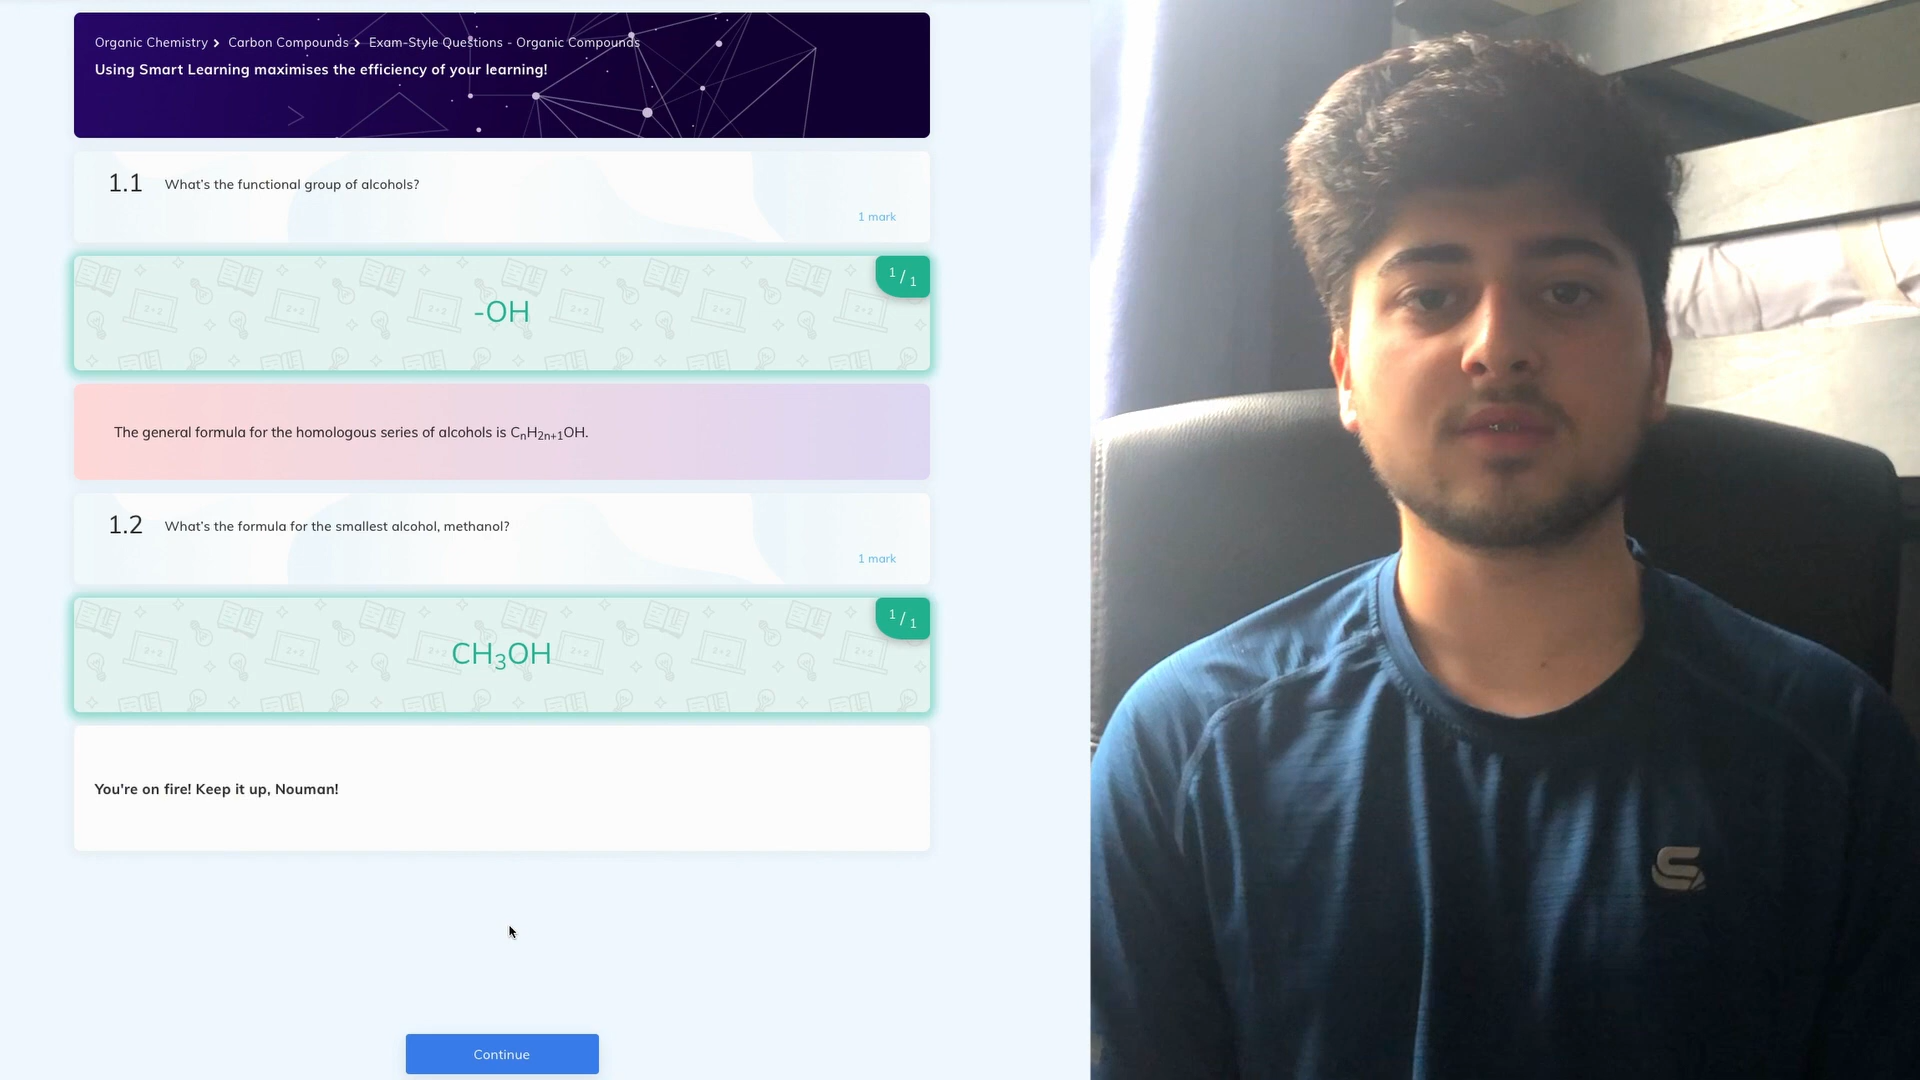 Organic Chemistry > Carbon Compounds > Exam-Style Questions - Organic Compounds
Using Smart Learning maximises the efficiency of your learning!
1.1 What's the functional group of alcohols?
1 mark
1 / 1
-OH
The general formula for the homologous series of alcohols is CₙH₂ₙ₊₁OH.
1.2 What's the formula for the smallest alcohol, methanol?
1 mark
1 / 1
CH₃OH
You're on fire! Keep it up, Nouman!
Continue